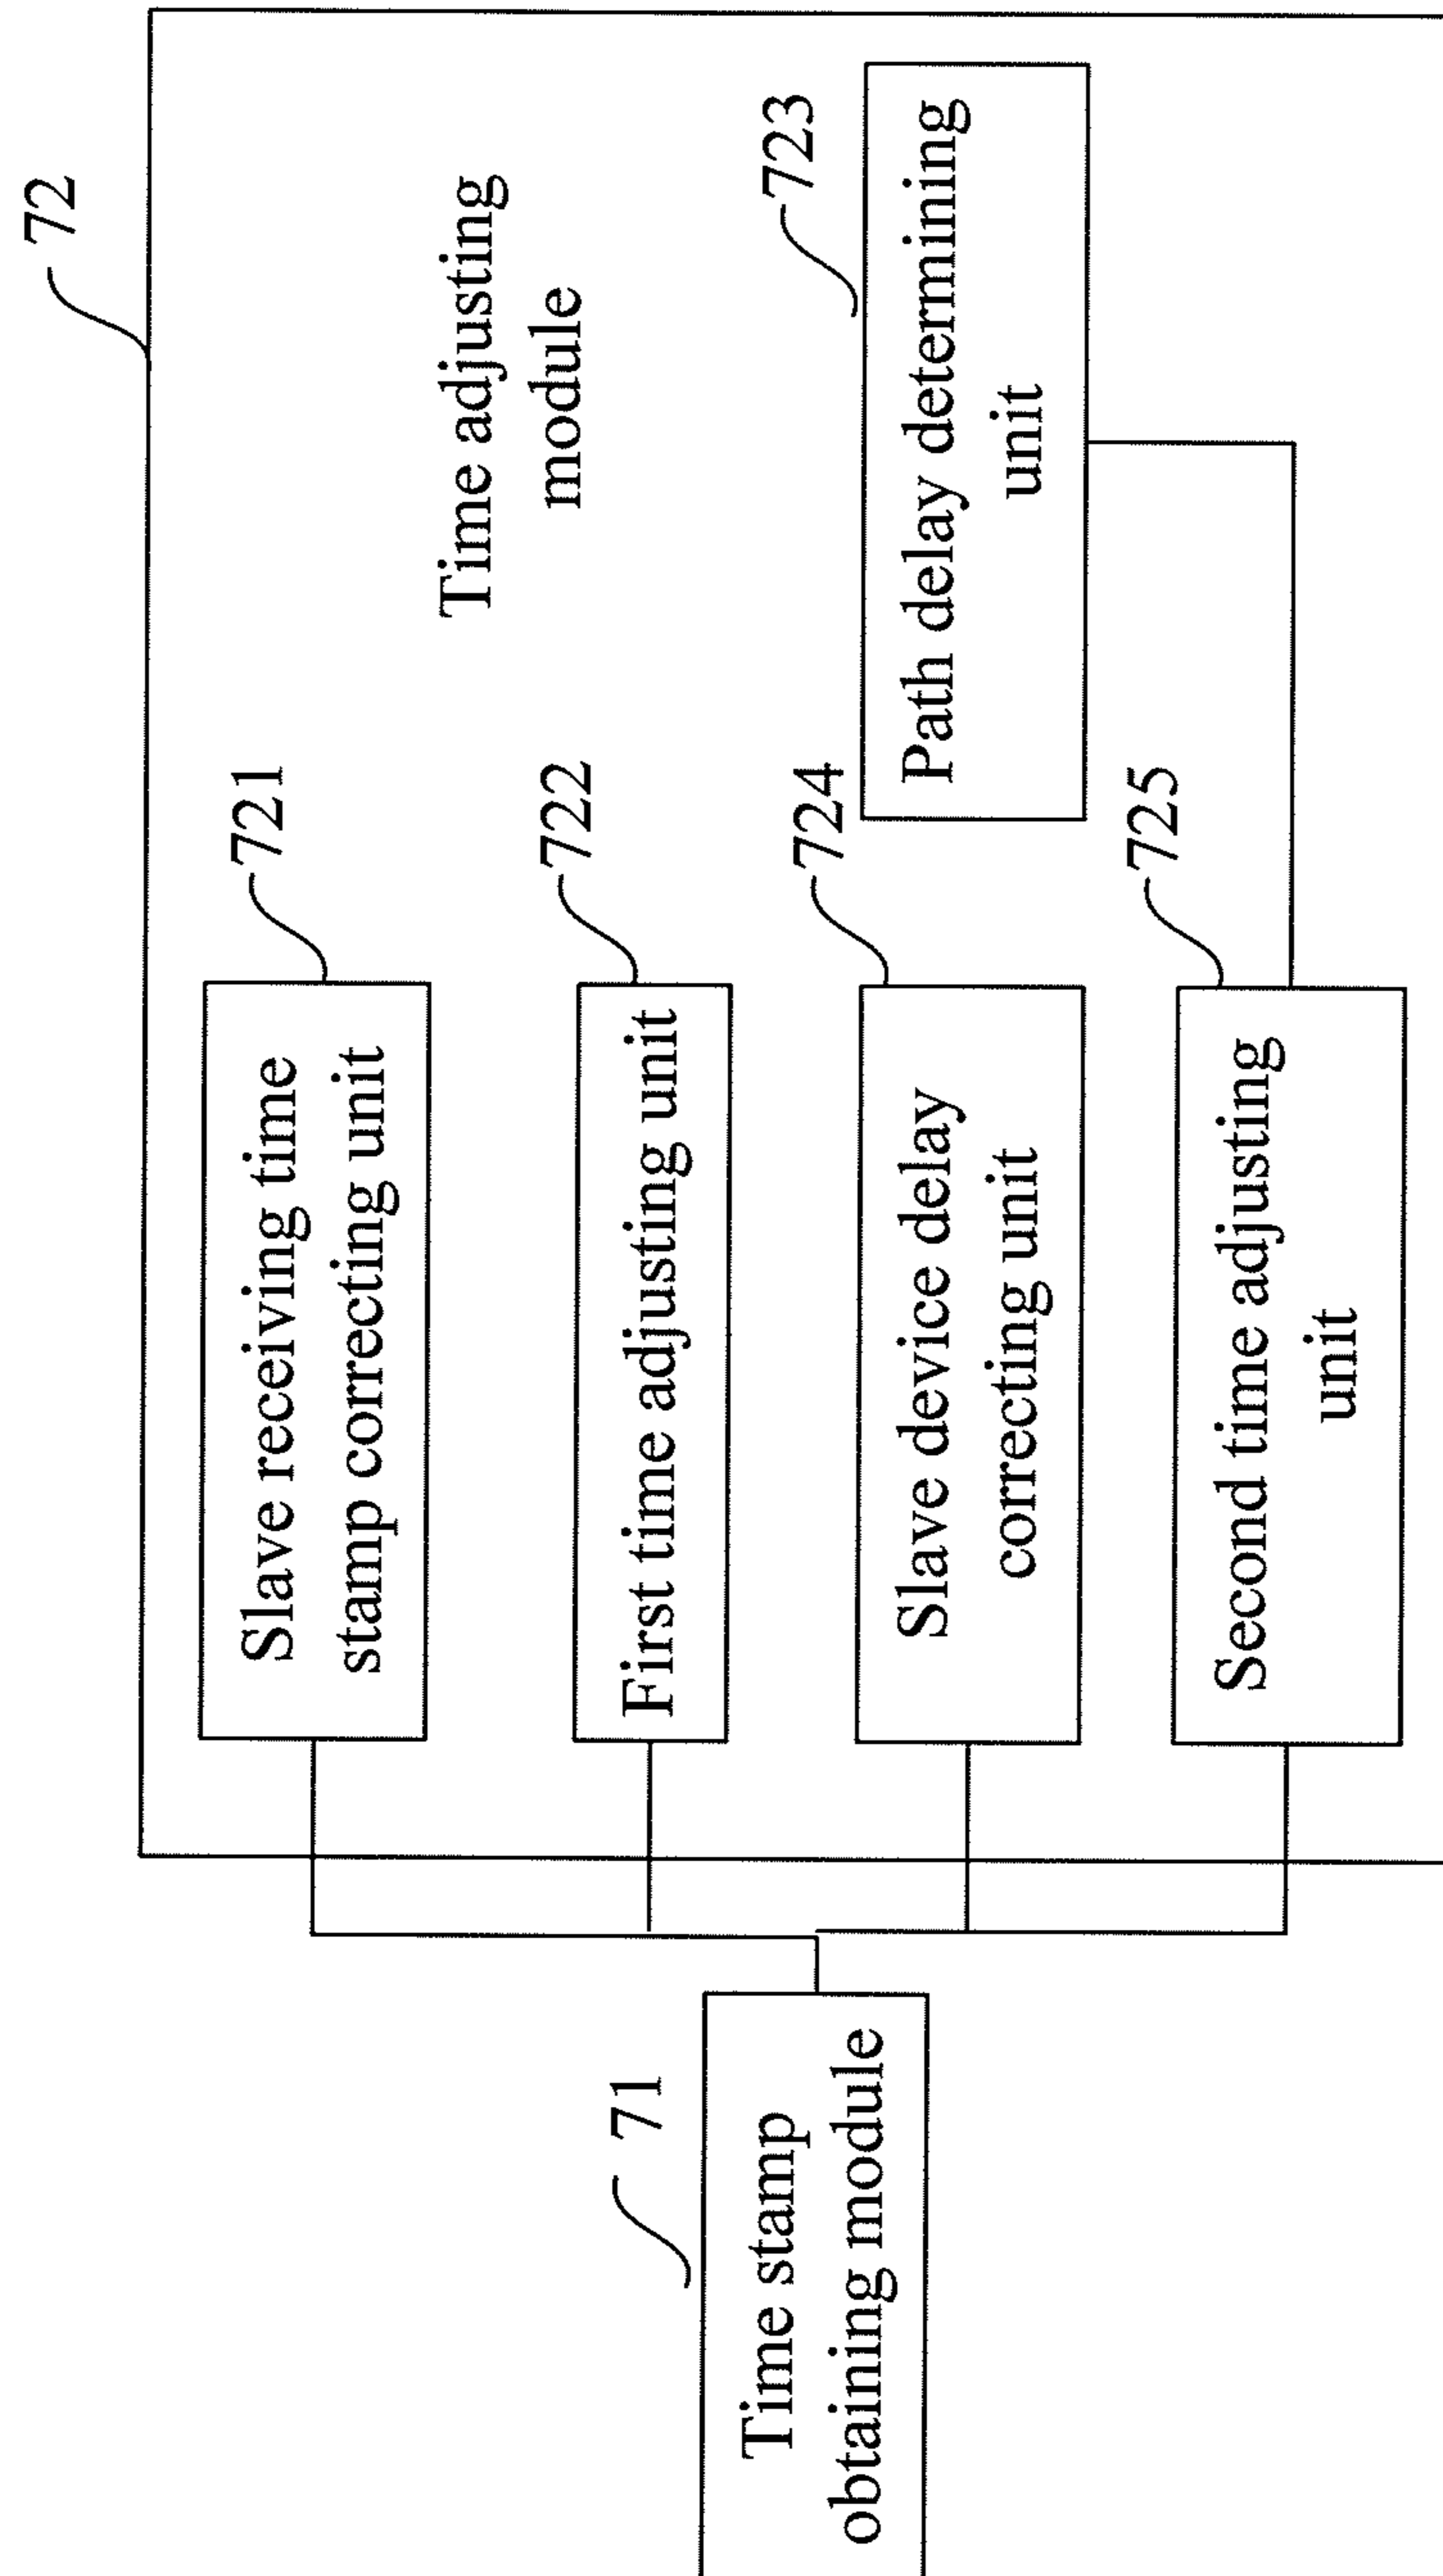 72
Time adjusting
module
721
Slave receiving time
stamp correcting unit
722
First time adjusting unit
71
Time stamp
obtaining module
724
Slave device delay
correcting unit
723
Path delay determining
unit
725
Second time adjusting
unit